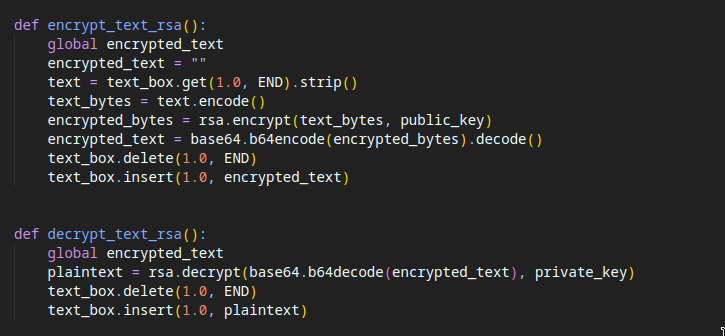 def encrypt_text_rsa():
    global encrypted_text
    encrypted_text = ""
    text = text_box.get(1.0, END).strip()
    text_bytes = text.encode()
    encrypted_bytes = rsa.encrypt(text_bytes, public_key)
    encrypted_text = base64.b64encode(encrypted_bytes).decode()
    text_box.delete(1.0, END)
    text_box.insert(1.0, encrypted_text)
def decrypt_text_rsa():
    global encrypted_text
    plaintext = rsa.decrypt(base64.b64decode(encrypted_text), private_key)
    text_box.delete(1.0, END)
    text_box.insert(1.0, plaintext)